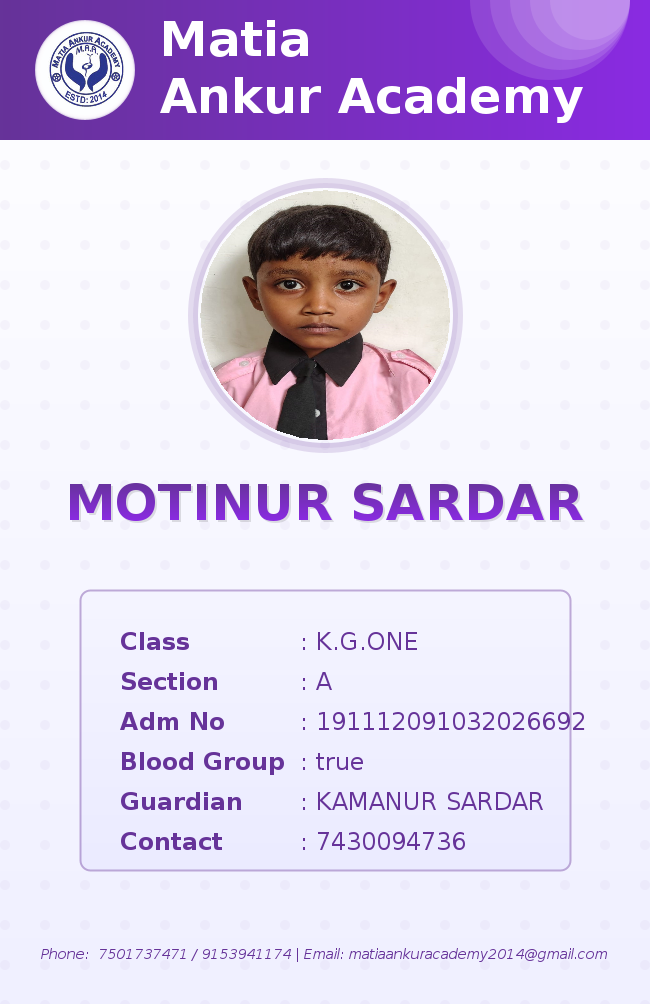 MATIA ANKUR ACADEMY
M.A.A
ESTD: 2014
Matia
Ankur Academy
MOTINUR SARDAR
Class : K.G.ONE
Section : A
Adm No : 191112091032026692
Blood Group : true
Guardian : KAMANUR SARDAR
Contact : 7430094736
Phone: 7501737471 / 9153941174 | Email: matiaankuracademy2014@gmail.com